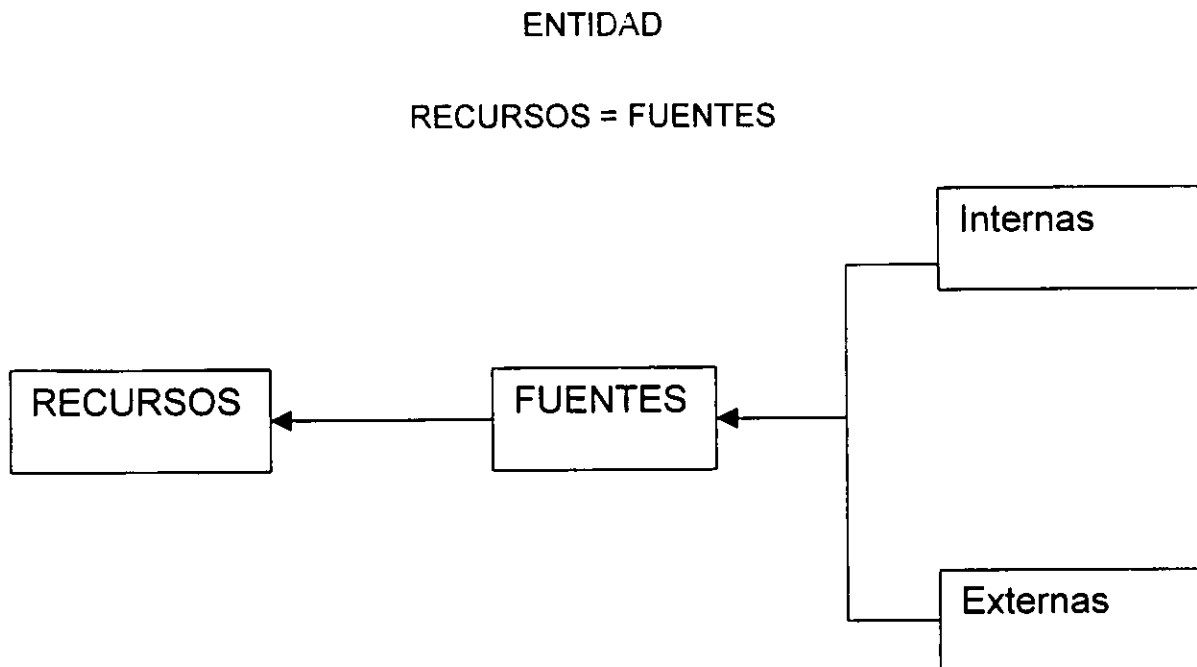 ENTIDAD
RECURSOS = FUENTES
Internas
RECURSOS
FUENTES
Externas